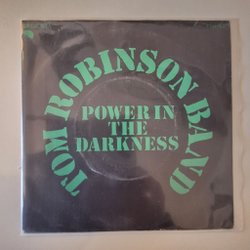 TOM ROBINSON BAND
POWER IN
THE
DARKNESS